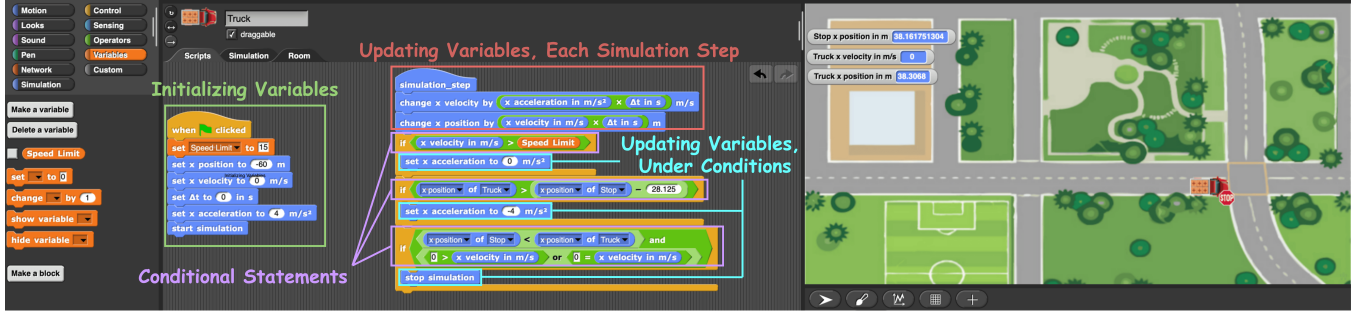 Motion
Control
Looks
Sensing
Sound
Operators
Pen
Variables
Network
Custom
Simulation
Make a variable
Delete a variable
Speed Limit
set to 0
change by 1
show variable
hide variable
Make a block
Truck
draggable
Scripts Simulation Room
Initializing Variables
when clicked
set Speed Limit to 15
set x position to -60 m
set x velocity to 0 m/s
set Δt to 0 in s
set x acceleration to 4 m/s²
start simulation
Conditional Statements
Updating Variables, Each Simulation Step
simulation_step
change x velocity by x acceleration in m/s² × Δt in s m/s
change x position by x velocity in m/s × Δt in s m
if x velocity in m/s > Speed Limit
set x acceleration to 0 m/s²
if x position of Truck > x position of Stop - 28.125
set x acceleration to -4 m/s²
if x position of Stop < x position of Truck and
0 > x velocity in m/s or 0 = x velocity in m/s
stop simulation
Updating Variables,
Under Conditions
Stop x position in m 38.161751304
Truck x velocity in m/s 0
Truck x position in m 38.3068
STOP